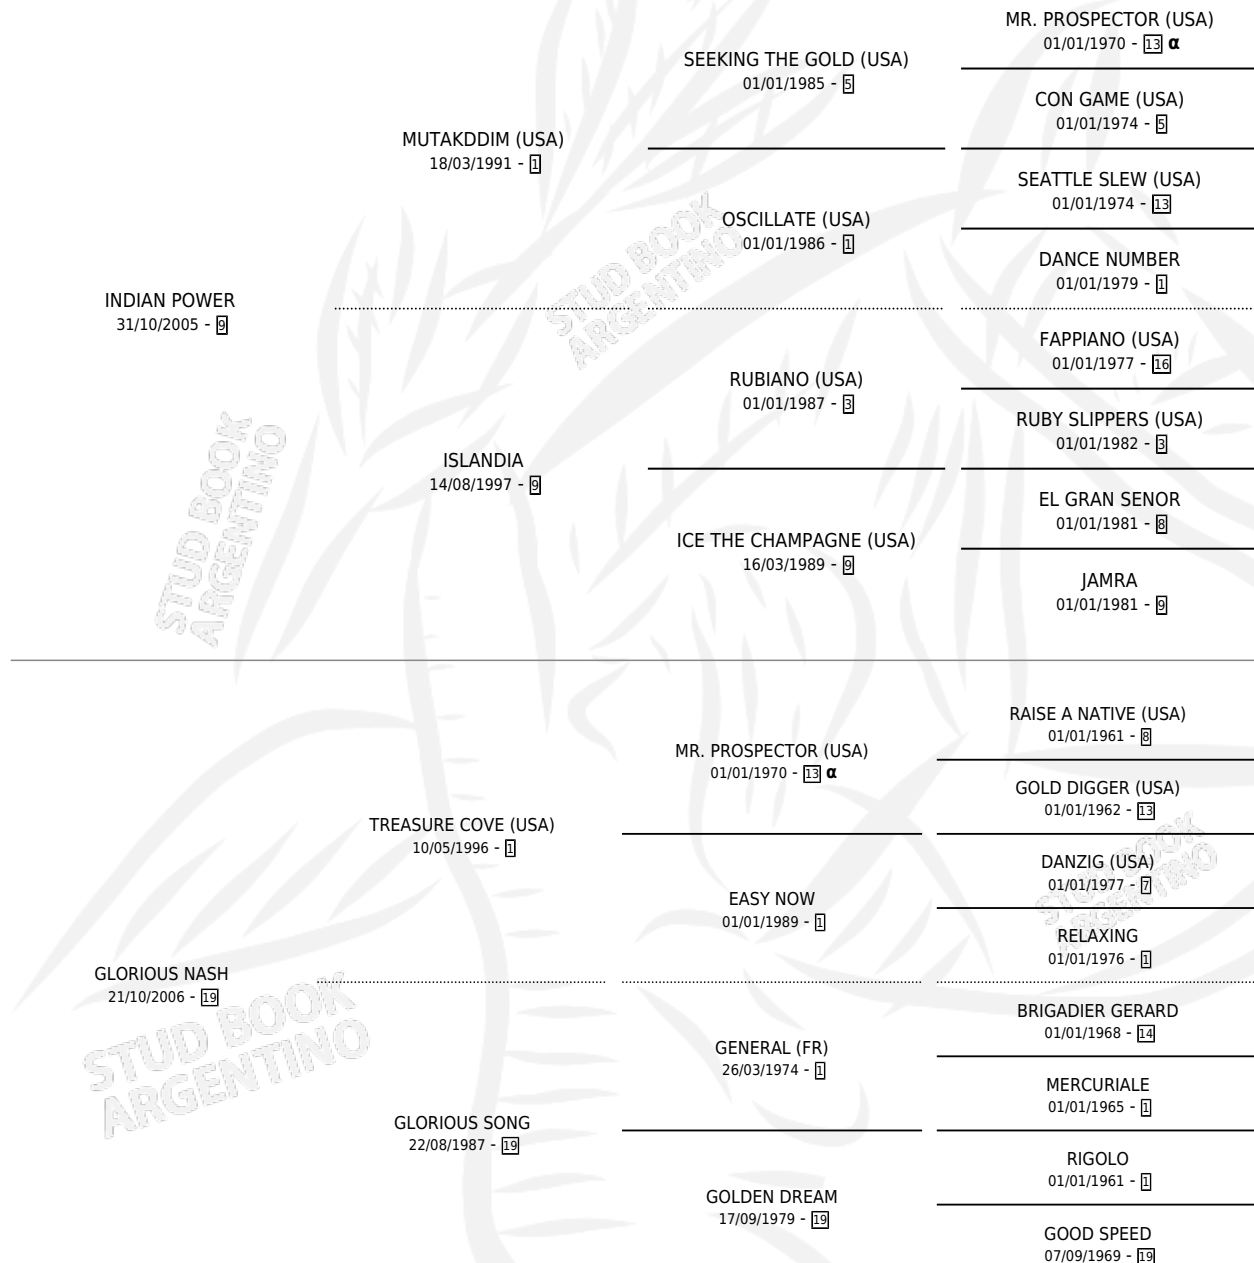 MR. PROSPECTOR (USA)
01/01/1970 - 13 α
SEEKING THE GOLD (USA)
01/01/1985 - 5
CON GAME (USA)
01/01/1974 - 5
MUTAKDDIM (USA)
18/03/1991 - 1
SEATTLE SLEW (USA)
01/01/1974 - 13
OSCILLATE (USA)
01/01/1986 - 1
DANCE NUMBER
01/01/1979 - 1
INDIAN POWER
31/10/2005 - 9
FAPPIANO (USA)
01/01/1977 - 16
RUBIANO (USA)
01/01/1987 - 3
RUBY SLIPPERS (USA)
01/01/1982 - 3
ISLANDIA
14/08/1997 - 9
EL GRAN SENOR
01/01/1981 - 8
ICE THE CHAMPAGNE (USA)
16/03/1989 - 9
JAMRA
01/01/1981 - 9
RAISE A NATIVE (USA)
01/01/1961 - 8
MR. PROSPECTOR (USA)
01/01/1970 - 13 α
GOLD DIGGER (USA)
01/01/1962 - 13
TREASURE COVE (USA)
10/05/1996 - 1
DANZIG (USA)
01/01/1977 - 7
EASY NOW
01/01/1989 - 1
RELAXING
01/01/1976 - 1
GLORIOUS NASH
21/10/2006 - 19
BRIGADIER GERARD
01/01/1968 - 14
GENERAL (FR)
26/03/1974 - 1
MERCURIALE
01/01/1965 - 1
GLORIOUS SONG
22/08/1987 - 19
RIGOLO
01/01/1961 - 1
GOLDEN DREAM
17/09/1979 - 19
GOOD SPEED
07/09/1969 - 19
STUD BOOK
ARGENTINO
STUD BOOK
ARGENTINO
STUD BOOK
ARGENTINO
STUD BOOK
ARGENTINO